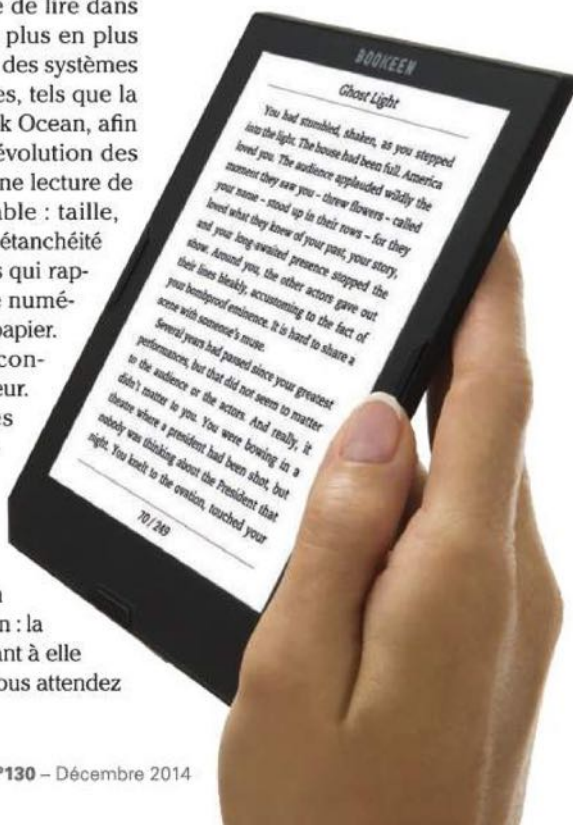 de lire dans
plus en plus
des systèmes
es, tels que la
k Ocean, afin
évolution des
ne lecture de
able : taille,
étanchéité
s qui rap-
e numé-
papier.
con-
eur.
es
n : la
ant à elle
ous attendez
°130 – Décembre 2014
BOOKEEN
Ghost Light
You had stumbled, shaken, as you stepped
into the light. The house had been full. America
loved you. The audience applauded wildly the
moment they saw you – threw flowers – called
your name – stood up in their rows – for they
loved what they knew of your past, your story,
and your long-awaited presence stopped the
show. Around you, the other actors gave out
their lines bleakly, accustoming to the fact of
your bombproof eminence. It is hard to share a
scene with someone's muse.
Several years had passed since your greatest
performances, but that did not seem to matter
to the audience or the actors. And really, it
didn't matter to you. You were bowing in a
theatre where a president had been shot, but
nobody was thinking about the President that
night. You knelt to the ovation, touched your
70 / 249